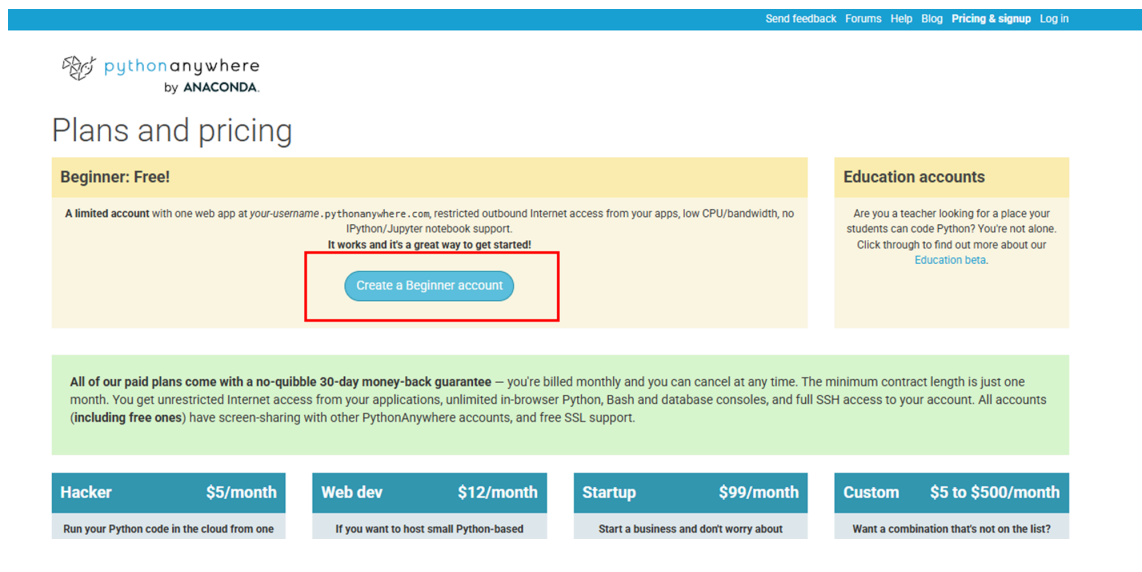 Send feedback Forums Help Blog Pricing & signup Log in
pythonanywhere
by ANACONDA.
Plans and pricing
Beginner: Free!
A limited account with one web app at your-username.pythonanywhere.com, restricted outbound Internet access from your apps, low CPU/bandwidth, no
IPython/Jupyter notebook support.
It works and it's a great way to get started!
Create a Beginner account
Education accounts
Are you a teacher looking for a place your
students can code Python? You're not alone.
Click through to find out more about our
Education beta.
All of our paid plans come with a no-quibble 30-day money-back guarantee — you're billed monthly and you can cancel at any time. The minimum contract length is just one
month. You get unrestricted Internet access from your applications, unlimited in-browser Python, Bash and database consoles, and full SSH access to your account. All accounts
(including free ones) have screen-sharing with other PythonAnywhere accounts, and free SSL support.
Hacker $5/month
Run your Python code in the cloud from one
Web dev $12/month
If you want to host small Python-based
Startup $99/month
Start a business and don't worry about
Custom $5 to $500/month
Want a combination that's not on the list?